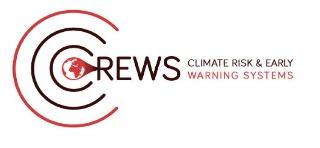 CREWS
CLIMATE RISK & EARLY
WARNING SYSTEMS